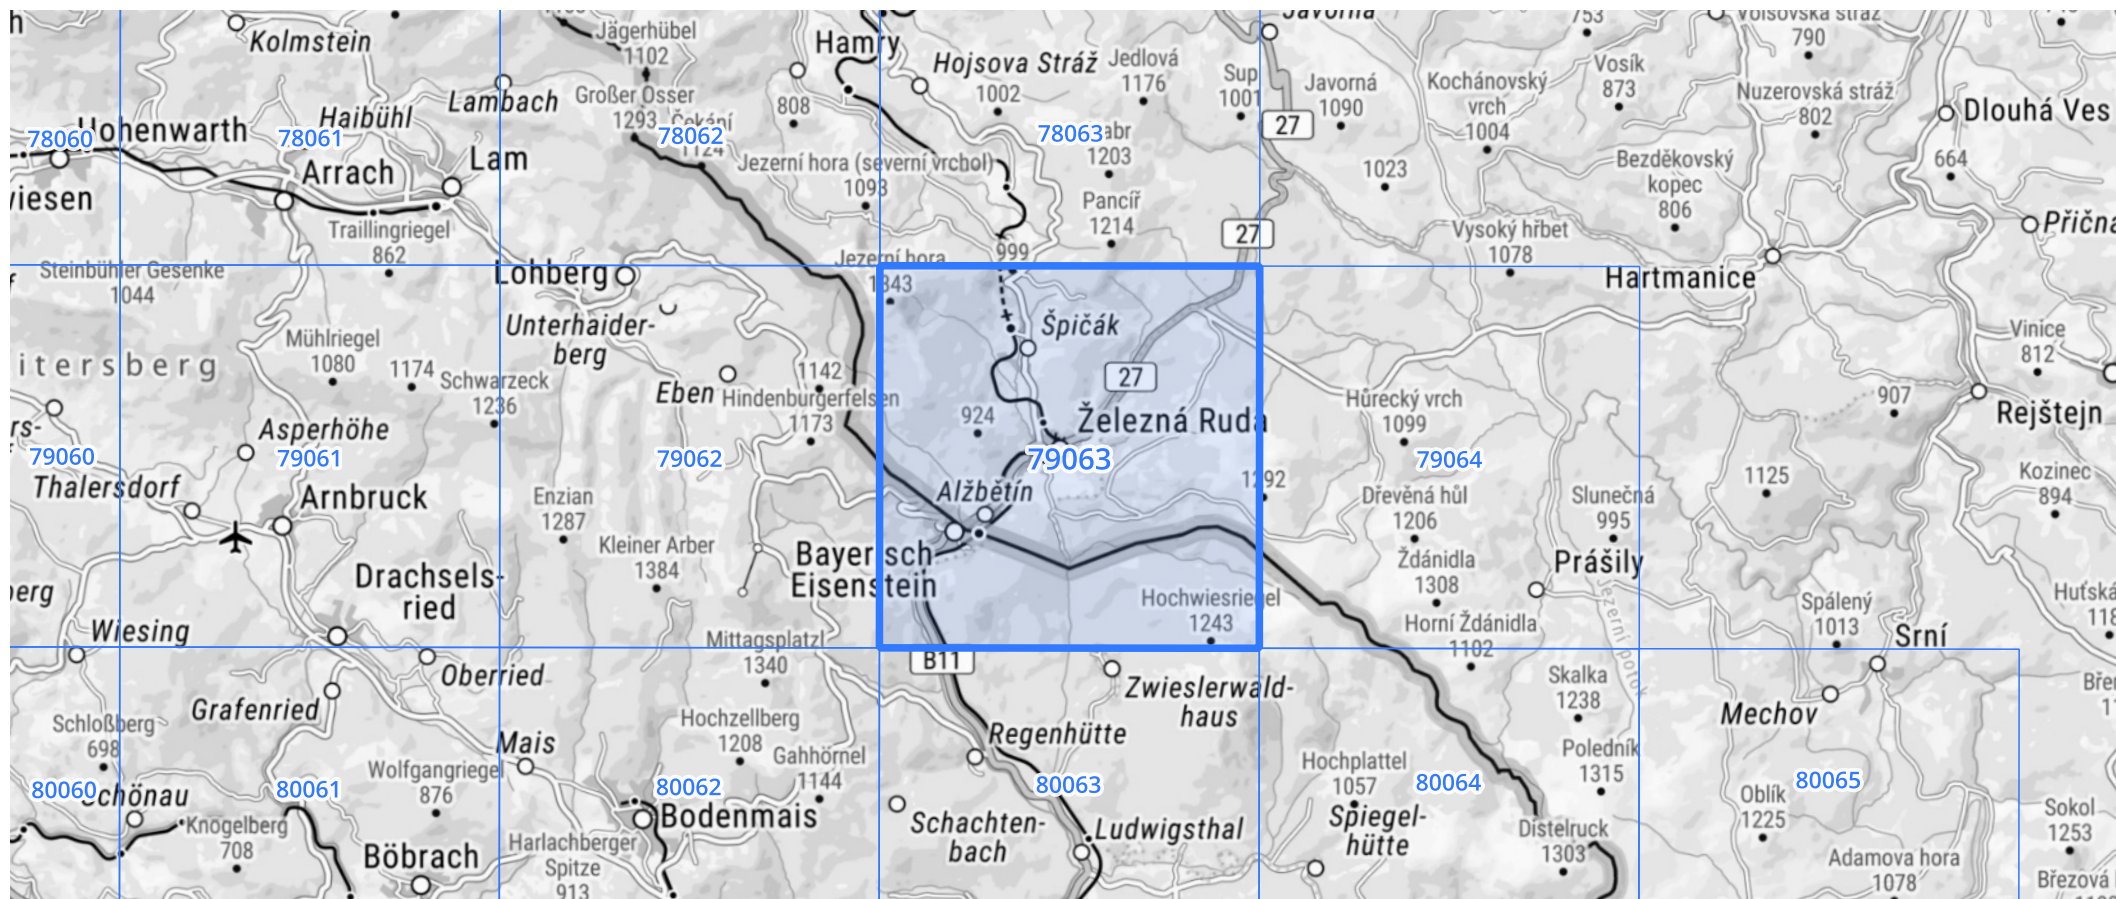 Kolmstein
Jägerhübel
1102
Hamry
Hojsova Stráž
Jedlová
1176
1002
Javorná
1090
27
Kochánovský
vrch
1004
753
Vosík
873
Volšovská stráž
790
Nuzerovská stráž
802
Dlouhá Ves
Lambach
Großer Osser
1293
Čekání
1124
808
Haibühl
Hohenwarth
78060
78061
78062
78063
1203
1001
Arrach
Lam
Jezerní hora (severní vrchol)
1093
1023
Bezděkovský
kopec
806
664
Pancíř
1214
27
Traillingriegel
862
Vysoký hřbet
1078
999
Jezerní hora
1343
Steinbühler Gesenke
1044
Lohberg
Hartmanice
Unterhaider-
berg
Špičák
Mühlriegel
1080
1174
Schwarzeck
1236
Eben
1142
Hindenburgerfelsen
1173
27
Železná Ruda
924
Hůrecký vrch
1099
Vinice
812
907
Rejštejn
Asperhöhe
79060
79061
79062
79063
79064
Thalersdorf
Arnbruck
Enzian
1287
Alžbětín
1292
Dřevěná hůl
1206
Slunečná
995
1125
Kozinec
894
Kleiner Arber
1384
Bayerisch
Eisenstein
Ždánidla
1308
Prášily
Drachsels-
ried
Hochwiesriegel
1243
Horní Ždánidla
1102
Jezerní potok
Spálený
1013
Srní
Wiesing
Mittagsplatzl
1340
B11
Oberried
Zwieslerwald-
haus
Skalka
1238
Mechov
Grafenried
Schloßberg
698
Mais
Hochzellberg
1208
Regenhütte
Gahhörnel
1144
Hochplattel
1057
Poledník
1315
Wolfgangriegel
876
80060
80061
80062
80063
80064
80065
Schönau
Knogelberg
708
Bodenmais
Schachten-
bach
Ludwigsthal
Spiegel-
hütte
Oblík
1225
Sokol
1253
Böbrach
Harlachberger
Spitze
913
Distelruck
1303
Adamova hora
1078